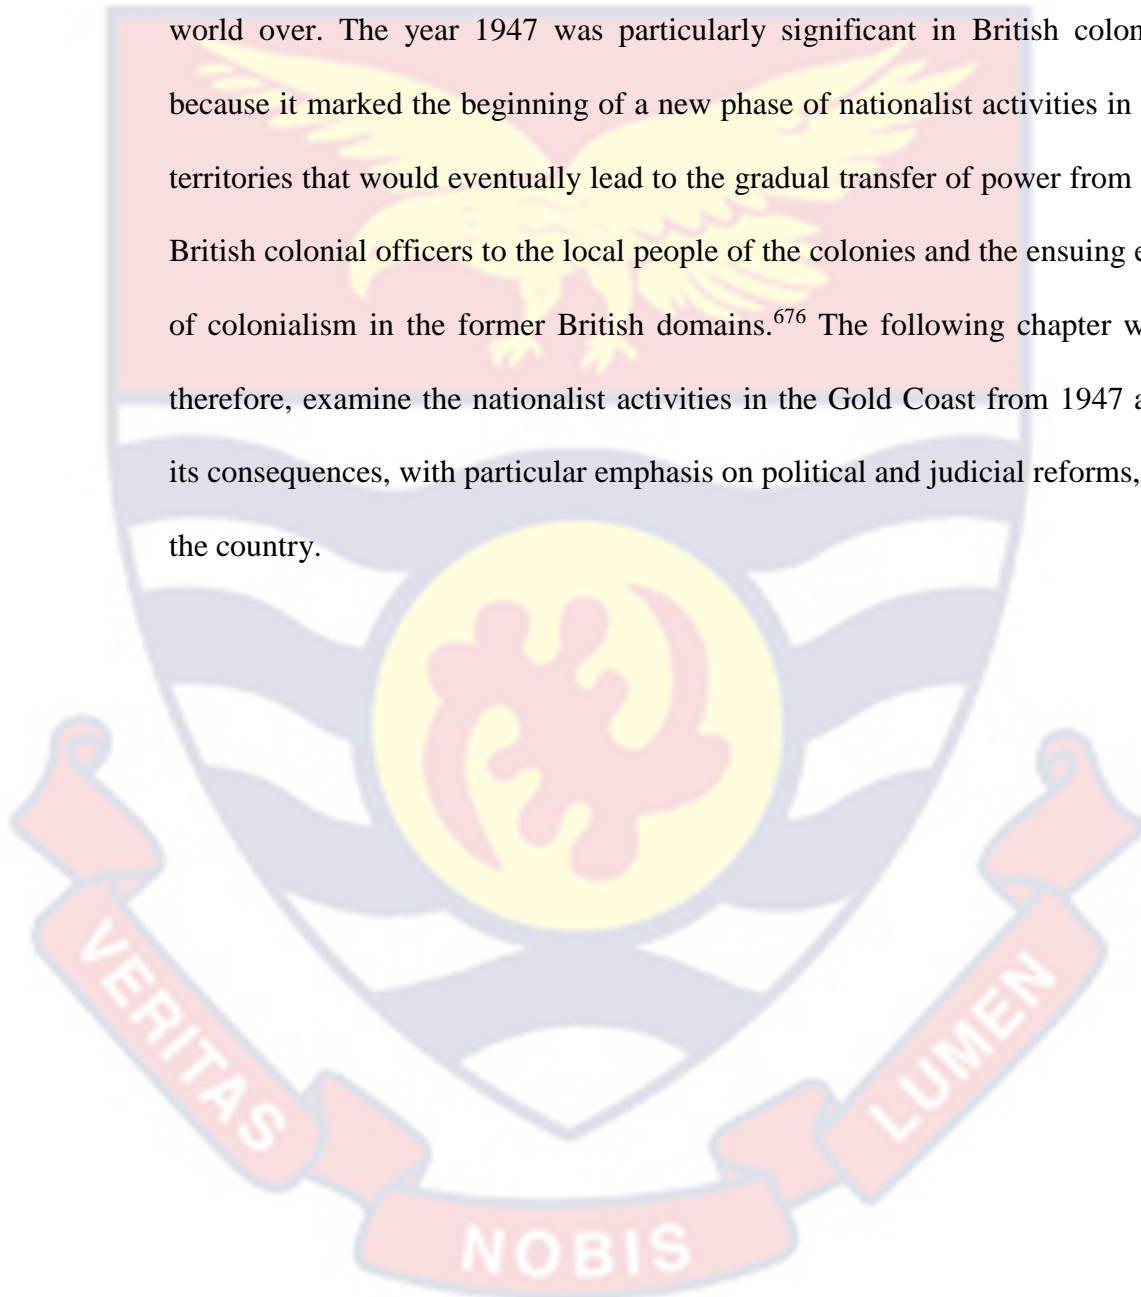 world over. The year 1947 was particularly significant in British colon
because it marked the beginning of a new phase of nationalist activities in
territories that would eventually lead to the gradual transfer of power from
British colonial officers to the local people of the colonies and the ensuing e
of colonialism in the former British domains.676 The following chapter w
therefore, examine the nationalist activities in the Gold Coast from 1947 a
its consequences, with particular emphasis on political and judicial reforms,
the country.
VERITAS
NOBIS
LUMEN